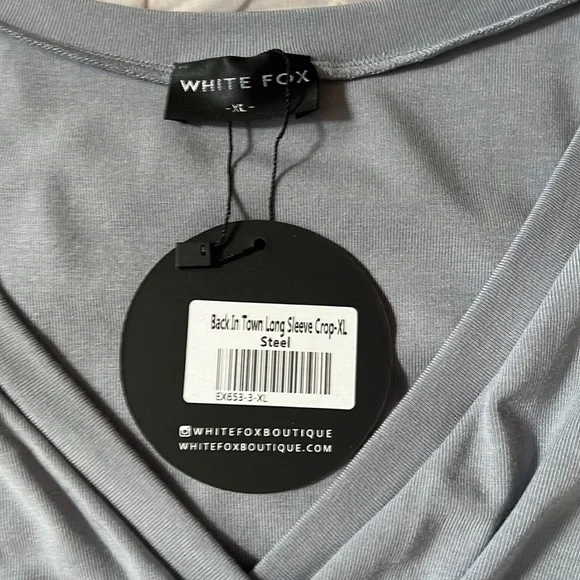 WHITE FOX
-XL-
Back In Town Long Sleeve Crop-XL
Steel
EX653-3-XL
WHITEFOXBOUTIQUE
WHITEFOXBOUTIQUE.COM